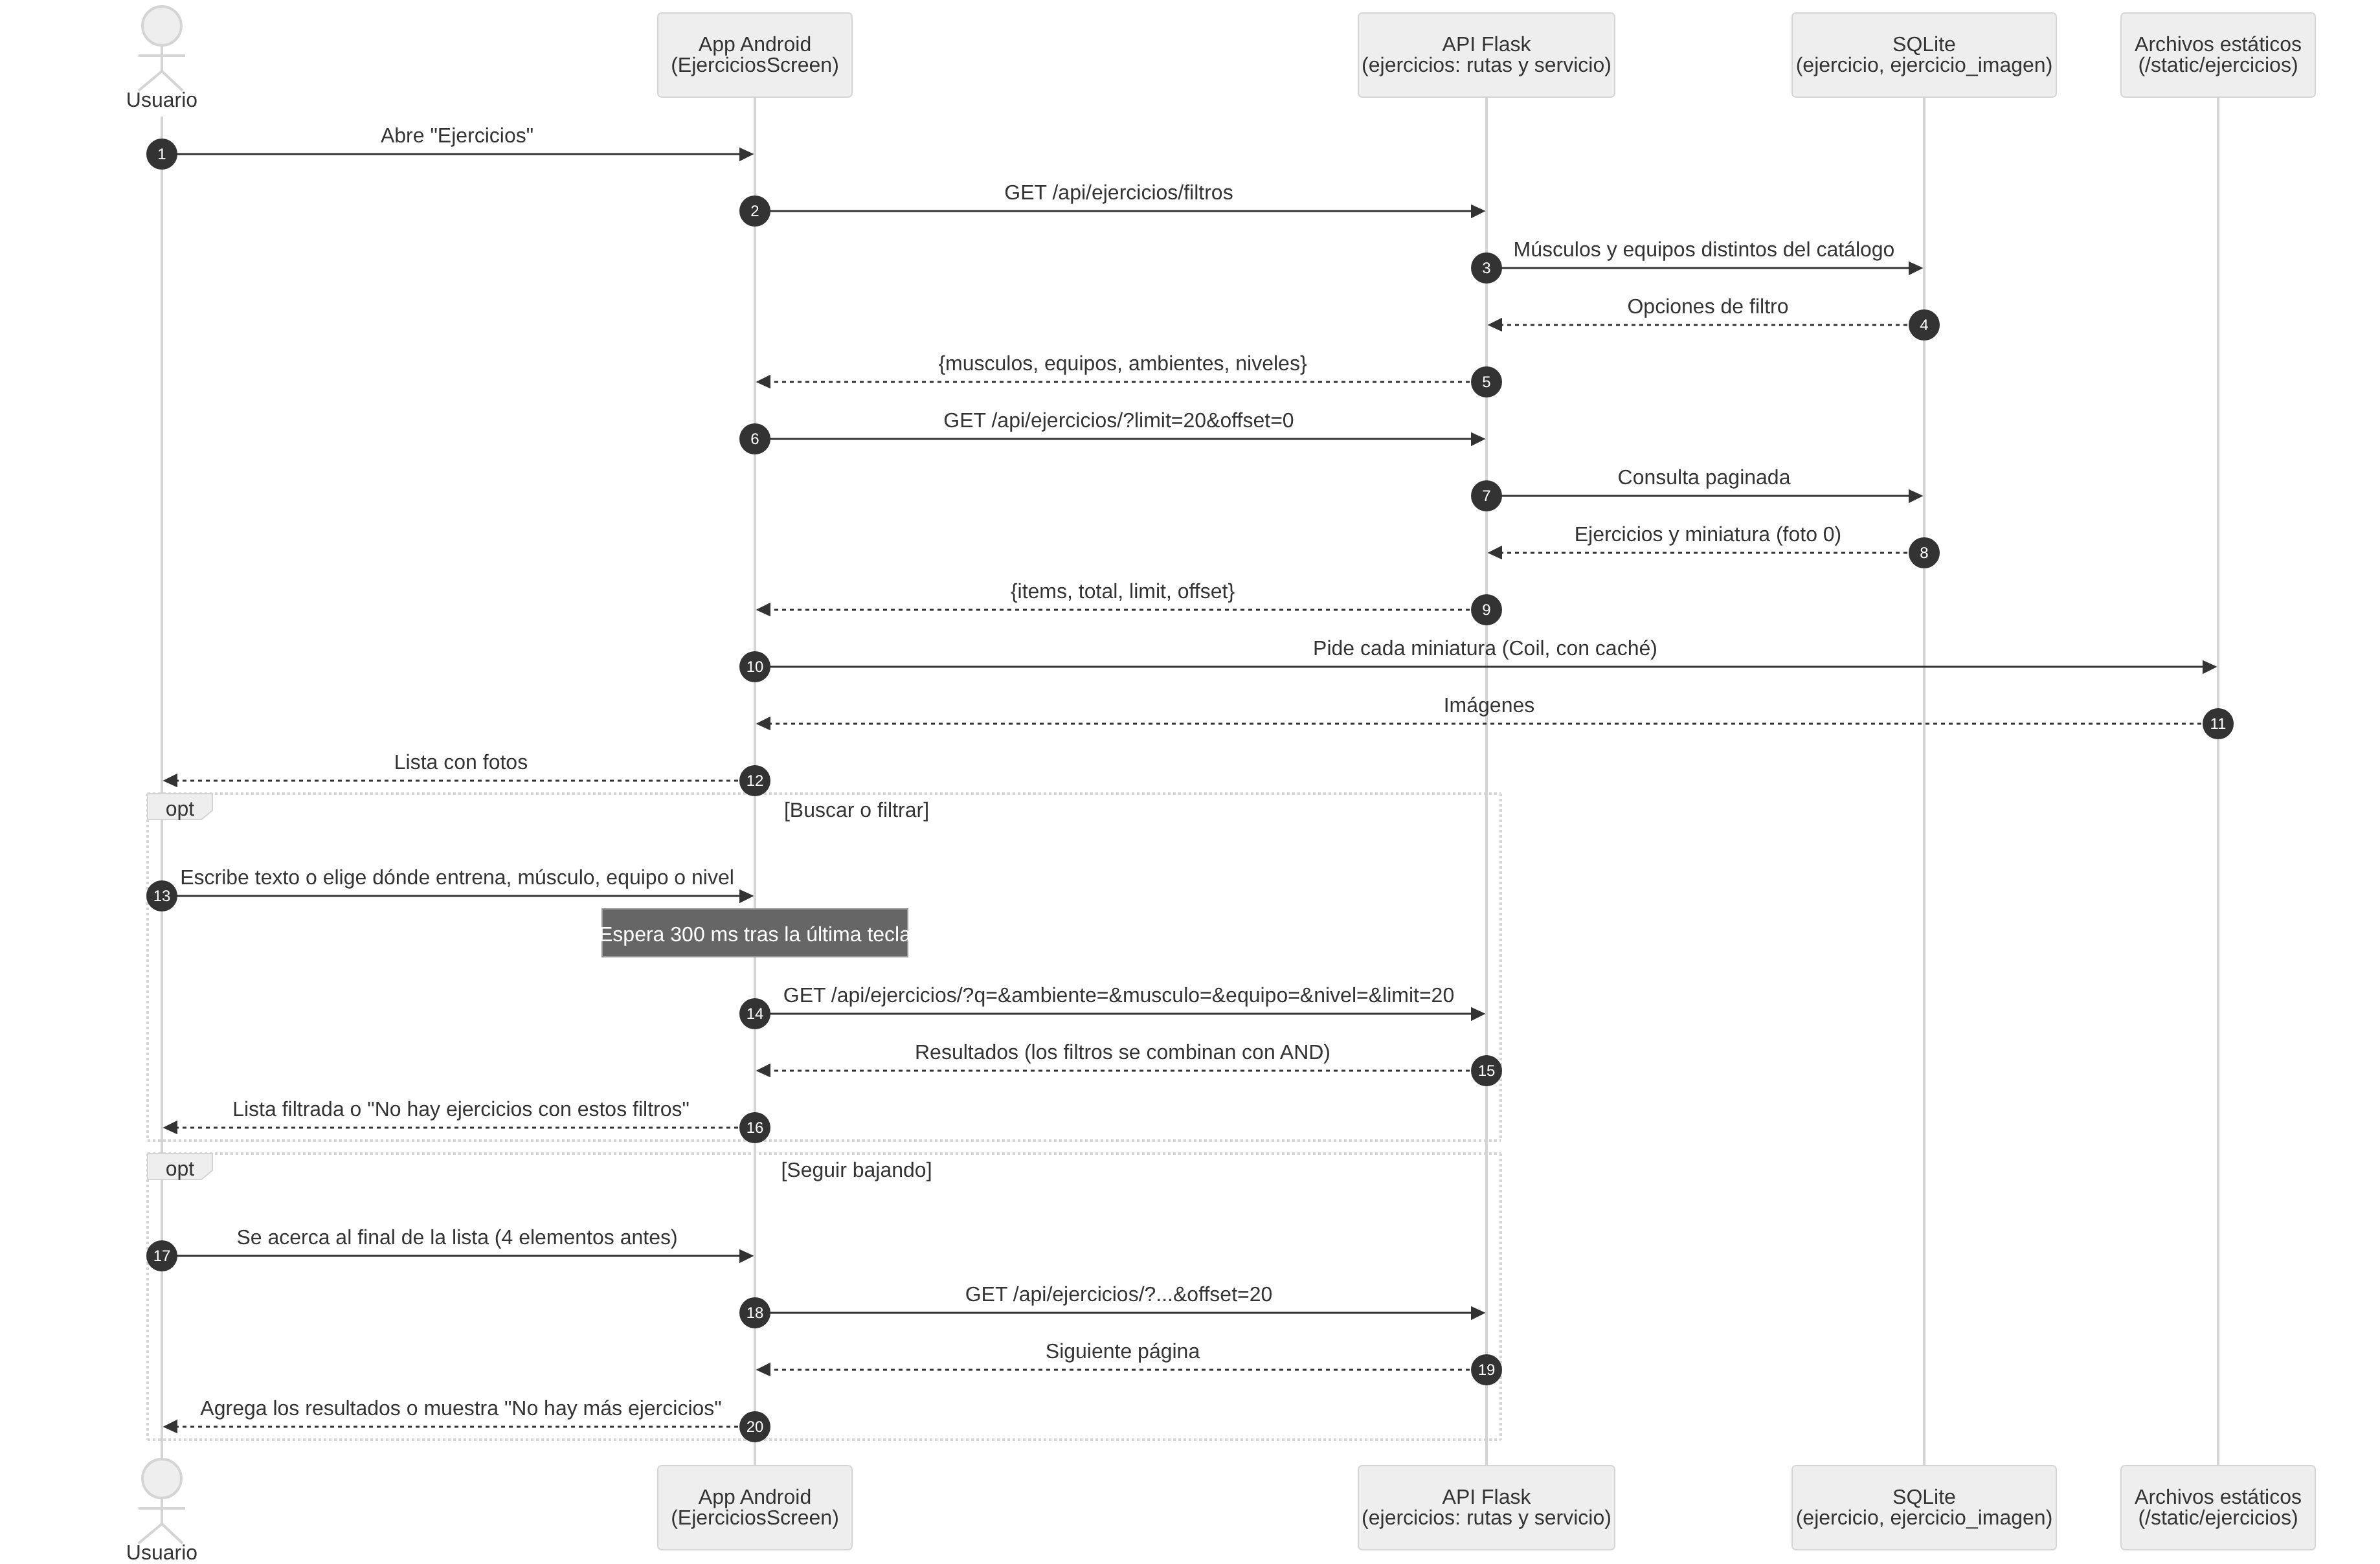 Usuario
App Android
(EjerciciosScreen)
API Flask
(ejercicios: rutas y servicio)
SQLite
(ejercicio, ejercicio_imagen)
Archivos estáticos
(/static/ejercicios)
Abre "Ejercicios"
1
GET /api/ejercicios/filtros
2
Músculos y equipos distintos del catálogo
3
Opciones de filtro
4
{musculos, equipos, ambientes, niveles}
5
GET /api/ejercicios/?limit=20&offset=0
6
Consulta paginada
7
Ejercicios y miniatura (foto 0)
8
{items, total, limit, offset}
9
Pide cada miniatura (Coil, con caché)
10
Imágenes
11
Lista con fotos
12
opt
[Buscar o filtrar]
Escribe texto o elige dónde entrena, músculo, equipo o nivel
13
Espera 300 ms tras la última tecla
GET /api/ejercicios/?q=&ambiente=&musculo=&equipo=&nivel=&limit=20
14
Resultados (los filtros se combinan con AND)
15
Lista filtrada o "No hay ejercicios con estos filtros"
16
opt
[Seguir bajando]
Se acerca al final de la lista (4 elementos antes)
17
GET /api/ejercicios/?...&offset=20
18
Siguiente página
19
Agrega los resultados o muestra "No hay más ejercicios"
20
Usuario
App Android
(EjerciciosScreen)
API Flask
(ejercicios: rutas y servicio)
SQLite
(ejercicio, ejercicio_imagen)
Archivos estáticos
(/static/ejercicios)